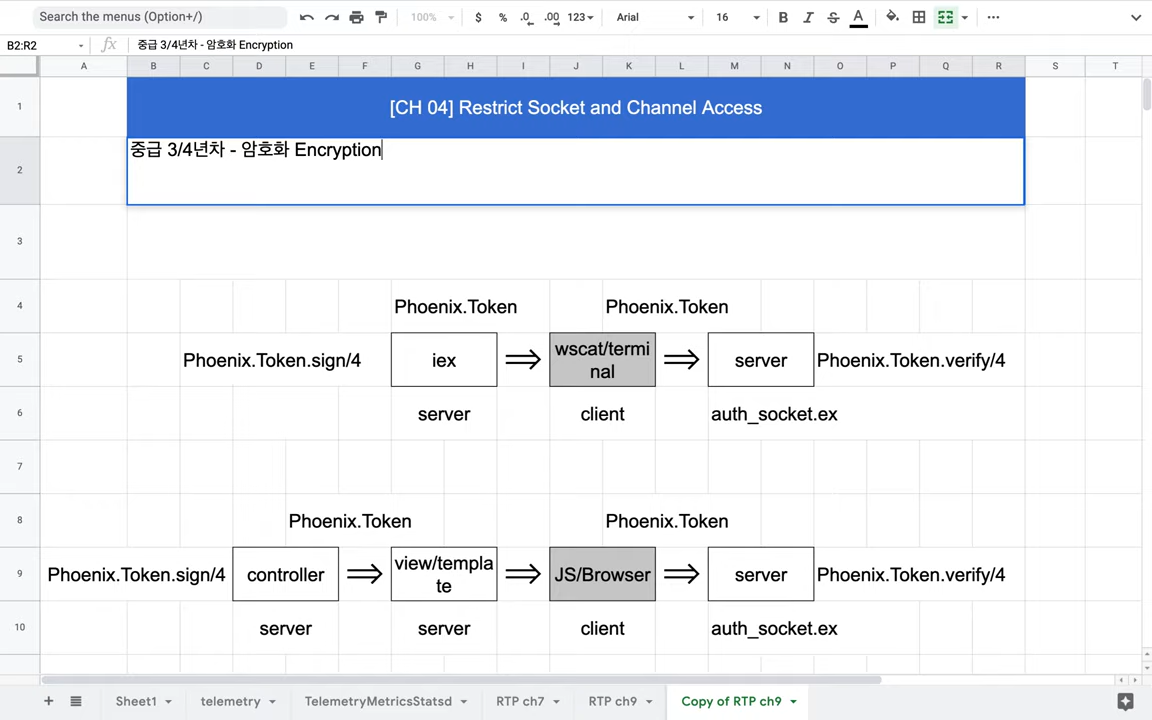 Search the menus (Option+/)
100%
$ % .0 .00 123
Arial
16
B I S A
B2:R2
fx
중급 3/4년차 - 암호화 Encryption
A B C D E F G H I J K L M N O P Q R S T
1
[CH 04] Restrict Socket and Channel Access
2
중급 3/4년차 - 암호화 Encryption
3
4
Phoenix.Token
Phoenix.Token
5
Phoenix.Token.sign/4
iex
wscat/termi
nal
server
Phoenix.Token.verify/4
6
server
client
auth_socket.ex
7
8
Phoenix.Token
Phoenix.Token
9
Phoenix.Token.sign/4
controller
view/templa
te
JS/Browser
server
Phoenix.Token.verify/4
10
server
server
client
auth_socket.ex
Sheet1
telemetry
TelemetryMetricsStatsd
RTP ch7
RTP ch9
Copy of RTP ch9